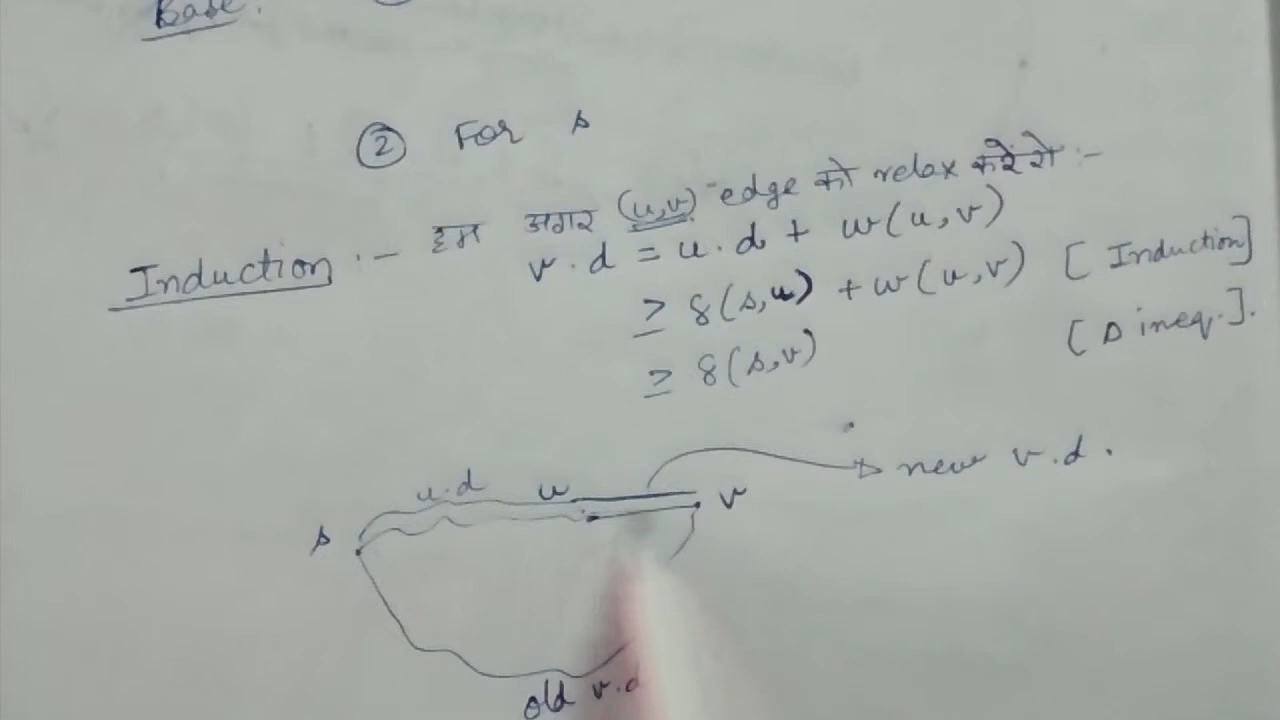 Base.
② For s
Induction :- हम अगर (u,v) edge को relax करेंगे :-
v.d = u.d + w(u,v)
≥ δ(s,u) + w(u,v) [Induction]
≥ δ(s,v) [Δ ineq.].
u.d u v → new v.d.
s
old v.d